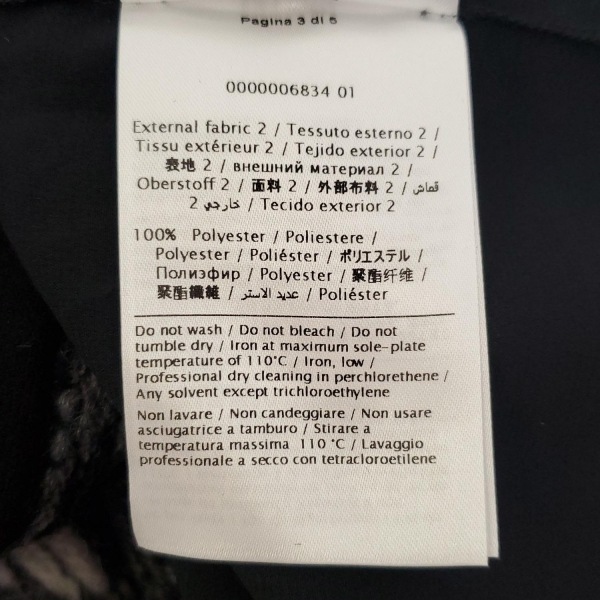 Pagina 3 di 5
0000006834 01
External fabric 2 / Tessuto esterno 2 /
Tissu extérieur 2 / Tejido exterior 2 /
表地 2 / внешний материал 2 /
Oberstoff 2 / 面料 2 / 外部布料 2 / قماش
خارجي 2 / Tecido exterior 2
100% Polyester / Poliestere /
Polyester / Poliéster / ポリエステル /
Полиэфир / Polyester / 聚酯纤维 /
聚酯纖維 / عديد الاستر / Poliéster
Do not wash / Do not bleach / Do not
tumble dry / Iron at maximum sole-plate
temperature of 110°C / Iron, low /
Professional dry cleaning in perchlorethene /
Any solvent except trichloroethylene
Non lavare / Non candeggiare / Non usare
asciugatrice a tamburo / Stirare a
temperatura massima 110 °C / Lavaggio
professionale a secco con tetracloroetilene